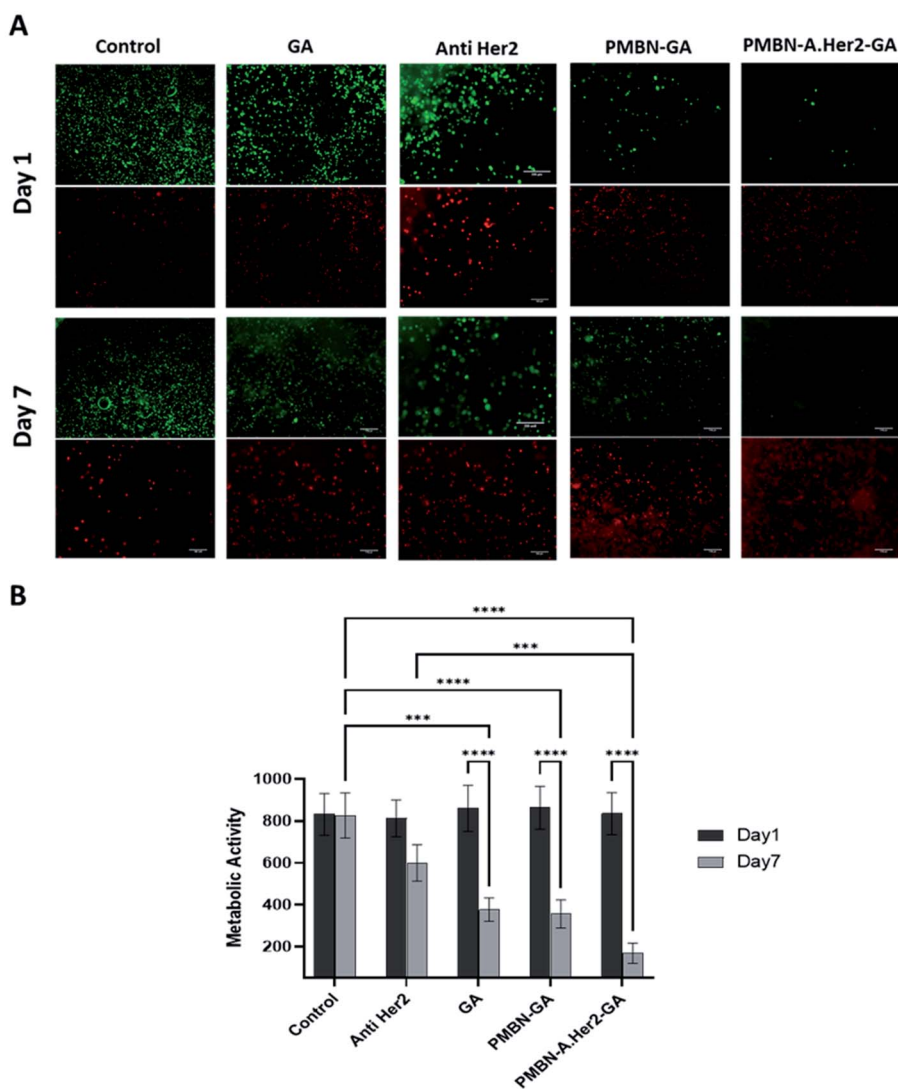 A
Control GA Anti Her2 PMBN-GA PMBN-A.Her2-GA
Day 1
Day 7
B
****
***
****
***
**** **** ****
1000
800
600
400
200
Metabolic Activity
Day1
Day7
Control Anti Her2 GA PMBN-GA PMBN-A.Her2-GA